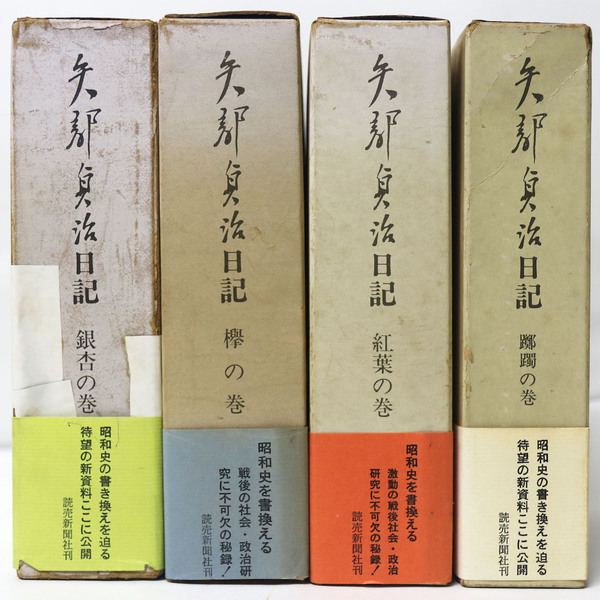 矢部貞治日記
銀杏の巻
昭和史の書き換えを迫る
待望の新資料ここに公開
読売新聞社刊
矢部貞治日記
欅の巻
昭和史を書換える
戦後の社会・政治研
究に不可欠の秘録!
読売新聞社刊
矢部貞治日記
紅葉の巻
昭和史を書換える
激動の戦後社会・政治
研究に不可欠の秘録!
読売新聞社刊
矢部貞治日記
躑躅の巻
昭和史の書き換えを迫る
待望の新資料ここに公開
読売新聞社刊